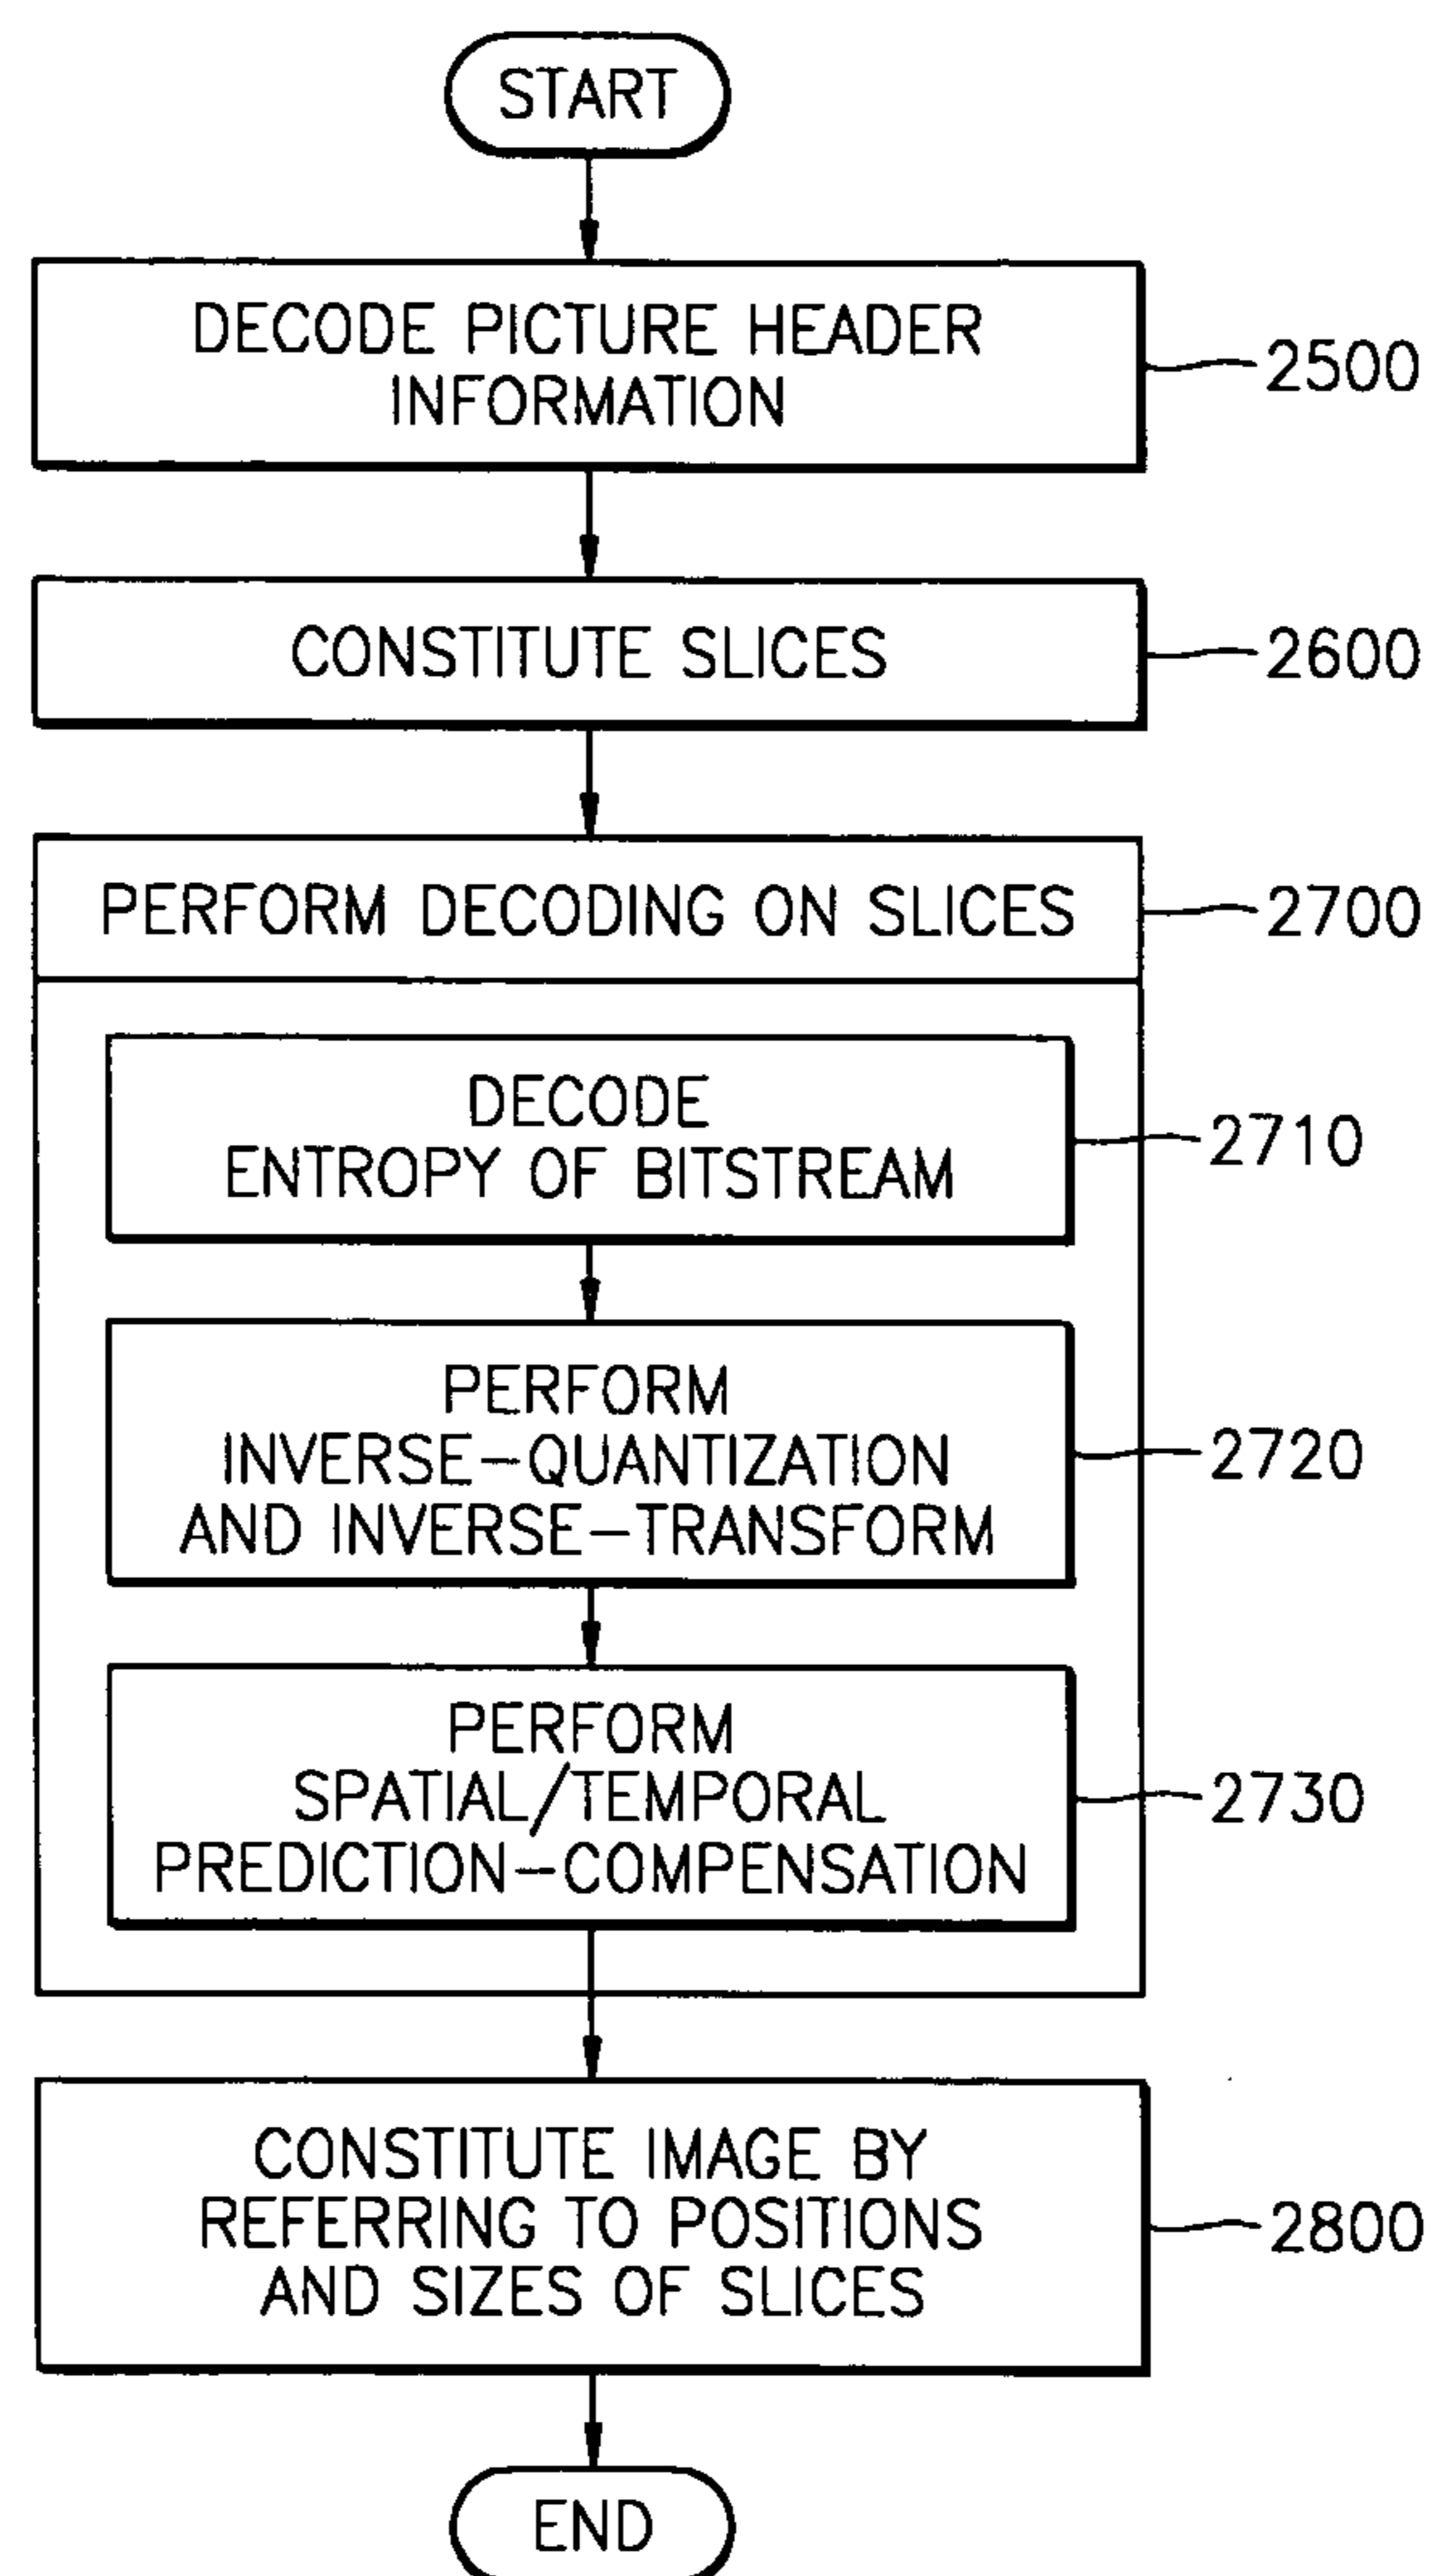 START
DECODE PICTURE HEADER
INFORMATION
2500
CONSTITUTE SLICES
2600
PERFORM DECODING ON SLICES
2700
DECODE
ENTROPY OF BITSTREAM
2710
PERFORM
INVERSE-QUANTIZATION
AND INVERSE-TRANSFORM
2720
PERFORM
SPATIAL/TEMPORAL
PREDICTION-COMPENSATION
2730
CONSTITUTE IMAGE BY
REFERRING TO POSITIONS
AND SIZES OF SLICES
2800
END